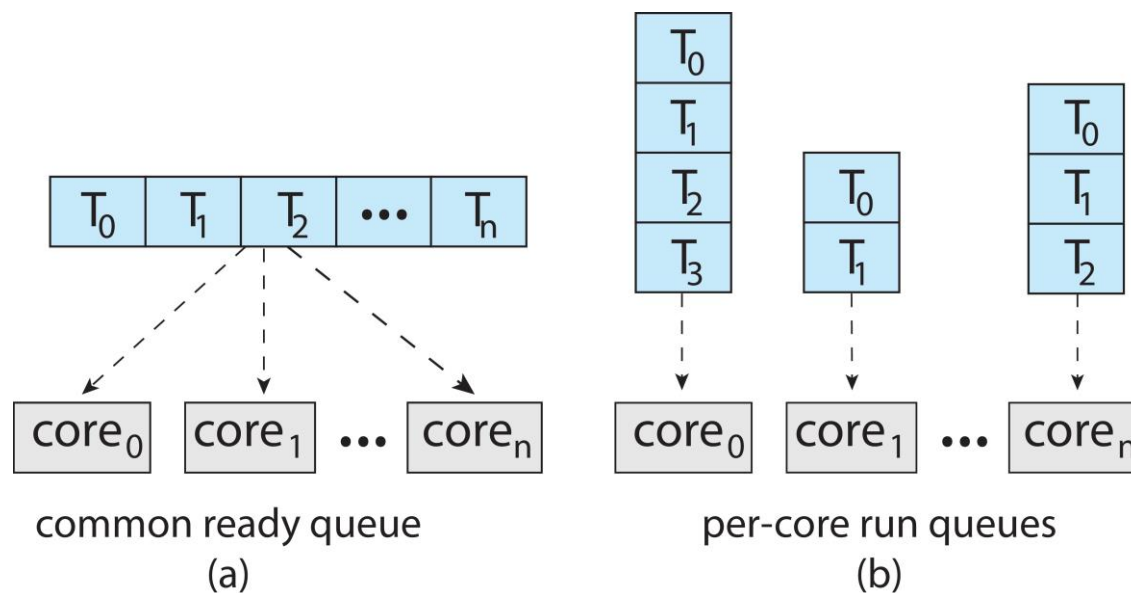 T₀ T₁ T₂ ••• Tₙ
core₀ core₁ ••• coreₙ
common ready queue
(a)
T₀
T₁
T₂
T₃
T₀
T₁
T₀
T₁
T₂
core₀ core₁ ••• coreₙ
per-core run queues
(b)